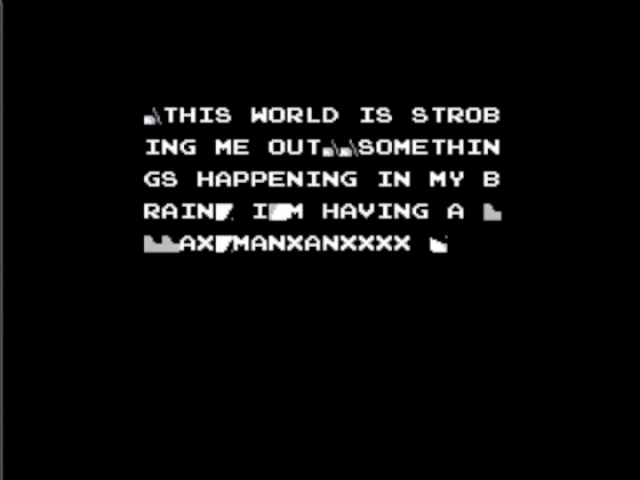 THIS WORLD IS STROB
ING ME OUT SOMETHIN
GS HAPPENING IN MY B
RAIN I M HAVING A
AX MANXANXXXX